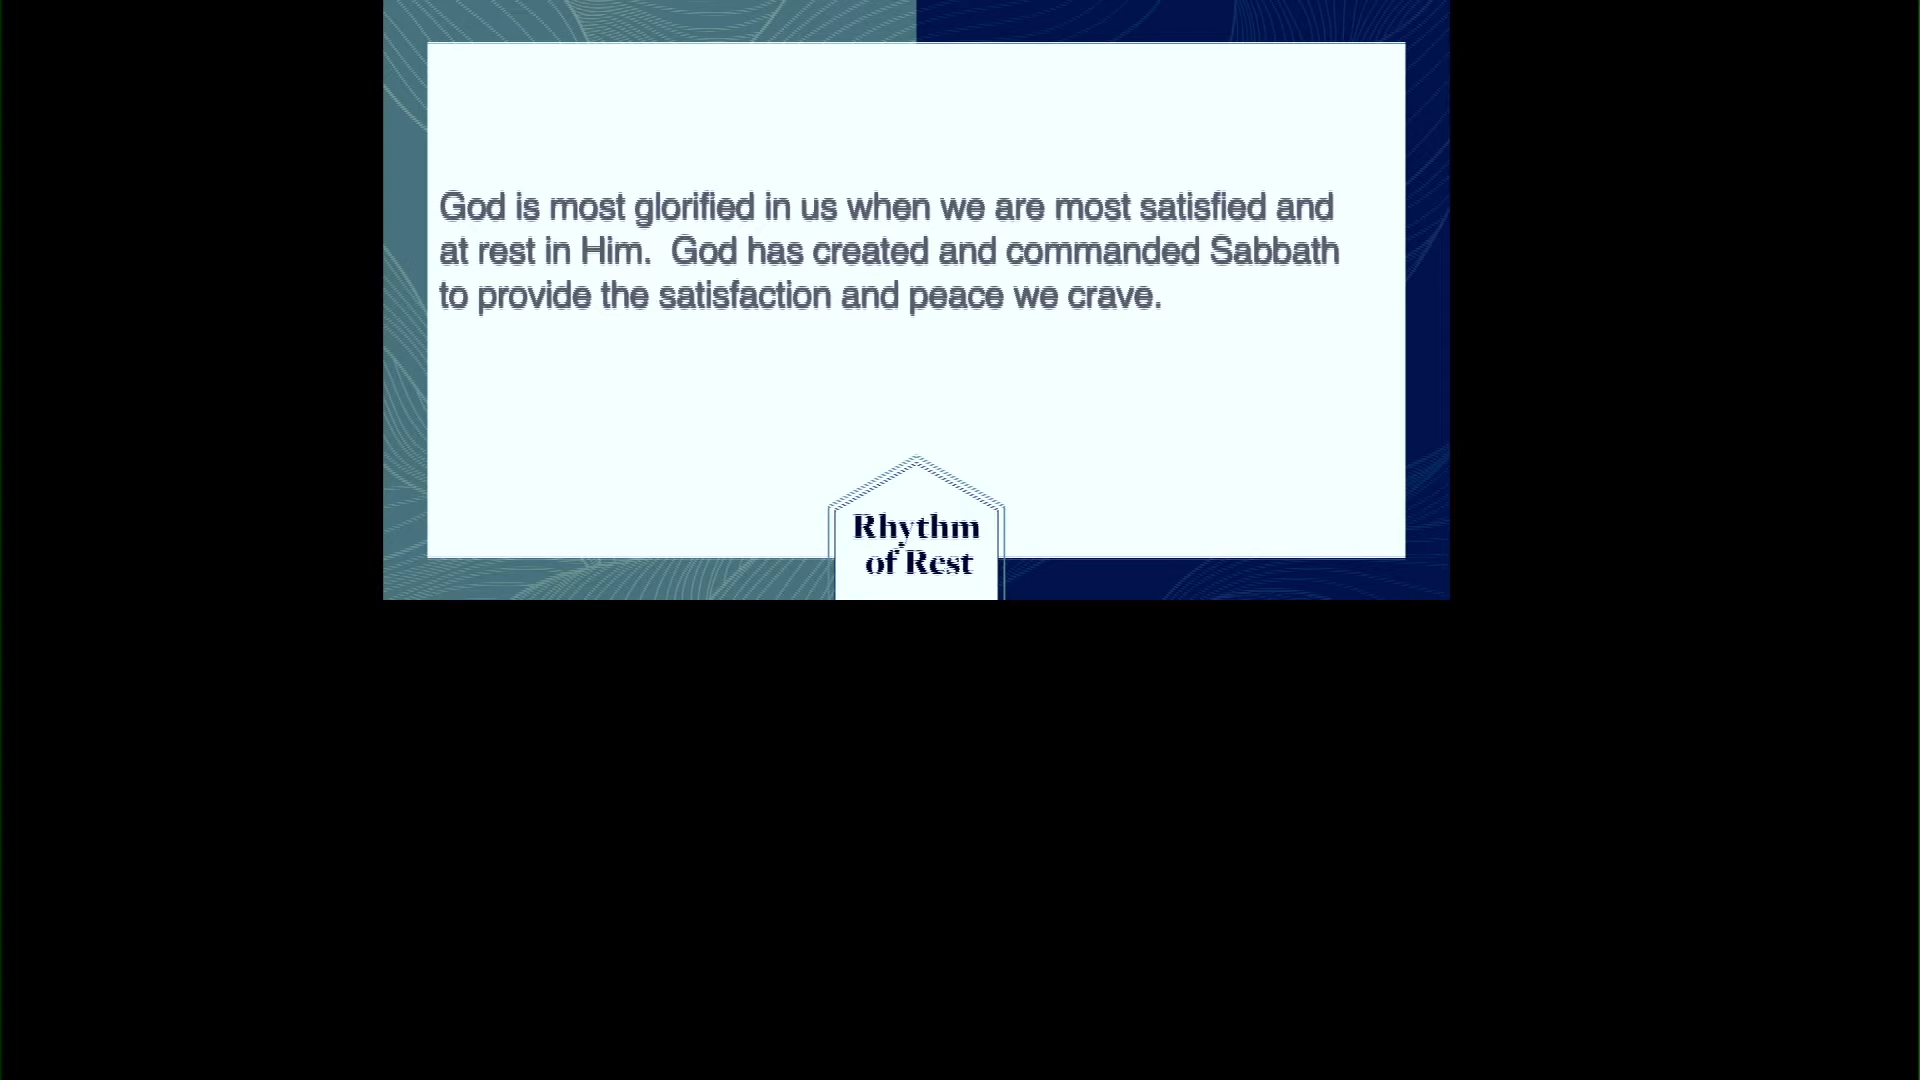 God is most glorified in us when we are most satisfied and
at rest in Him.  God has created and commanded Sabbath
to provide the satisfaction and peace we crave.
Rhythm
of Rest